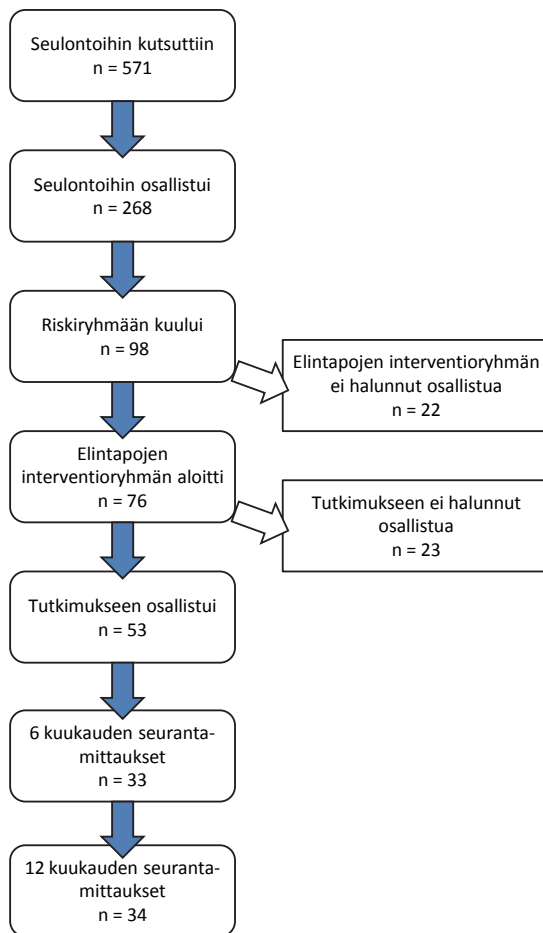 Seulontoihin kutsuttiin
n = 571
Seulontoihin osallistui
n = 268
Riskiryhmään kuului
n = 98
Elintapojen interventioryhmän
ei halunnut osallistua
n = 22
Elintapojen
interventioryhmän aloitti
n = 76
Tutkimukseen ei halunnut
osallistua
n = 23
Tutkimukseen osallistui
n = 53
6 kuukauden seuranta-
mittaukset
n = 33
12 kuukauden seuranta-
mittaukset
n = 34